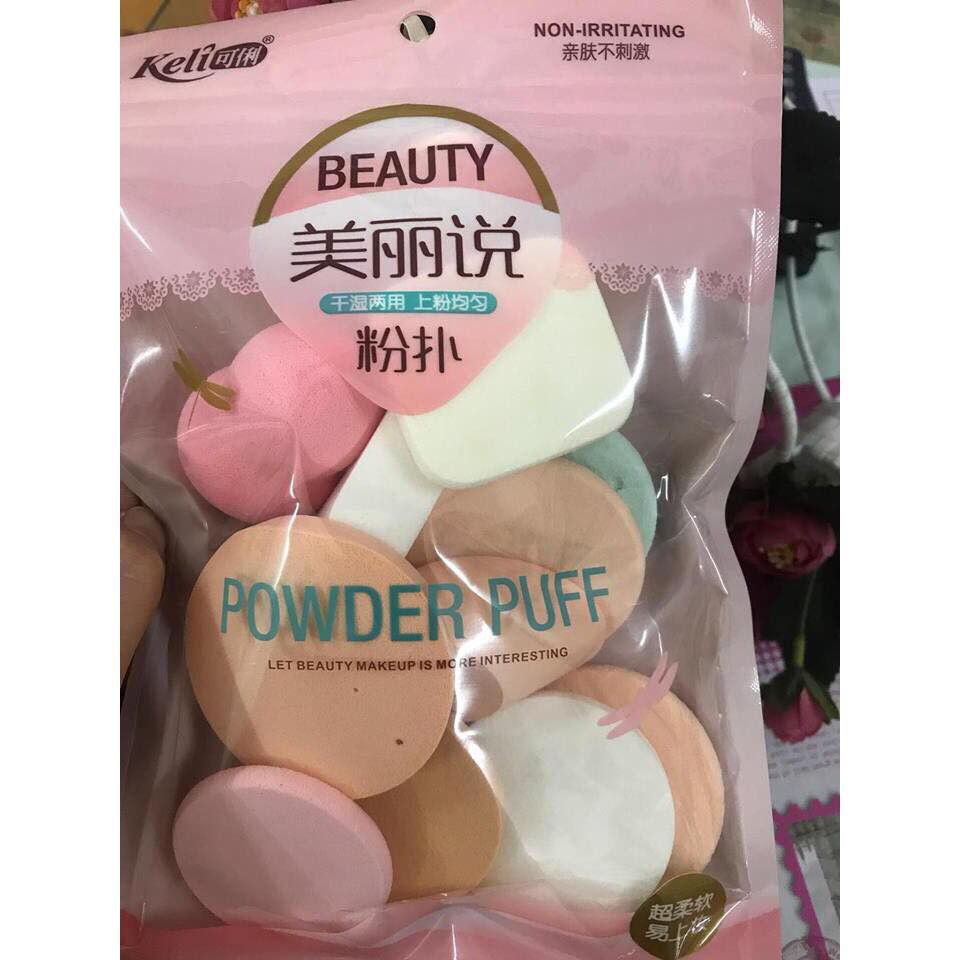 Keli可俐®
NON-IRRITATING
亲肤不刺激
BEAUTY
美丽说
干湿两用 上粉均匀
粉扑
POWDER PUFF
LET BEAUTY MAKEUP IS MORE INTERESTING
超柔软
易上妆